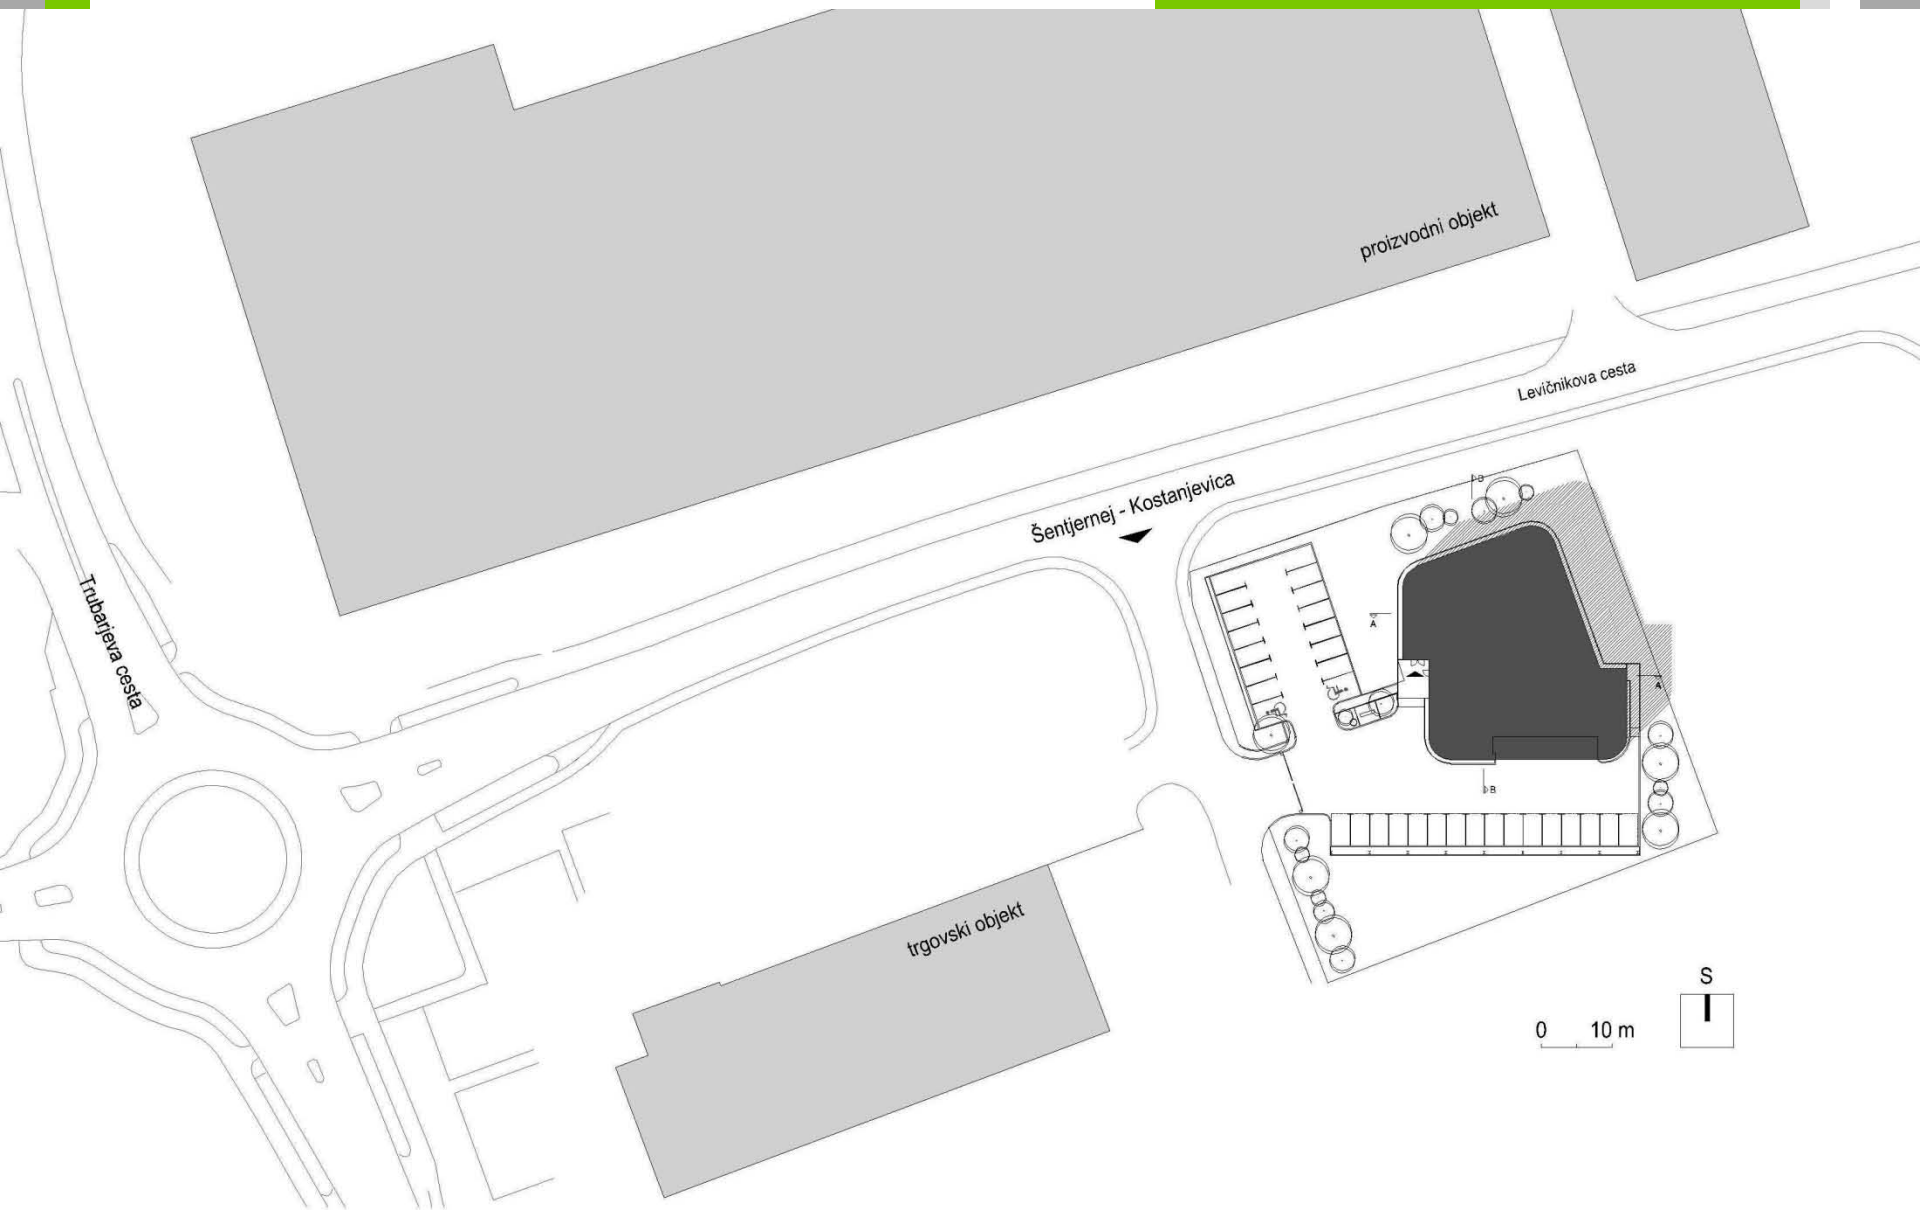 proizvodni objekt
Levičnikova cesta
Šentjernej - Kostanjevica
B
A
A
Trubarjeva cesta
B
trgovski objekt
S
0 10 m